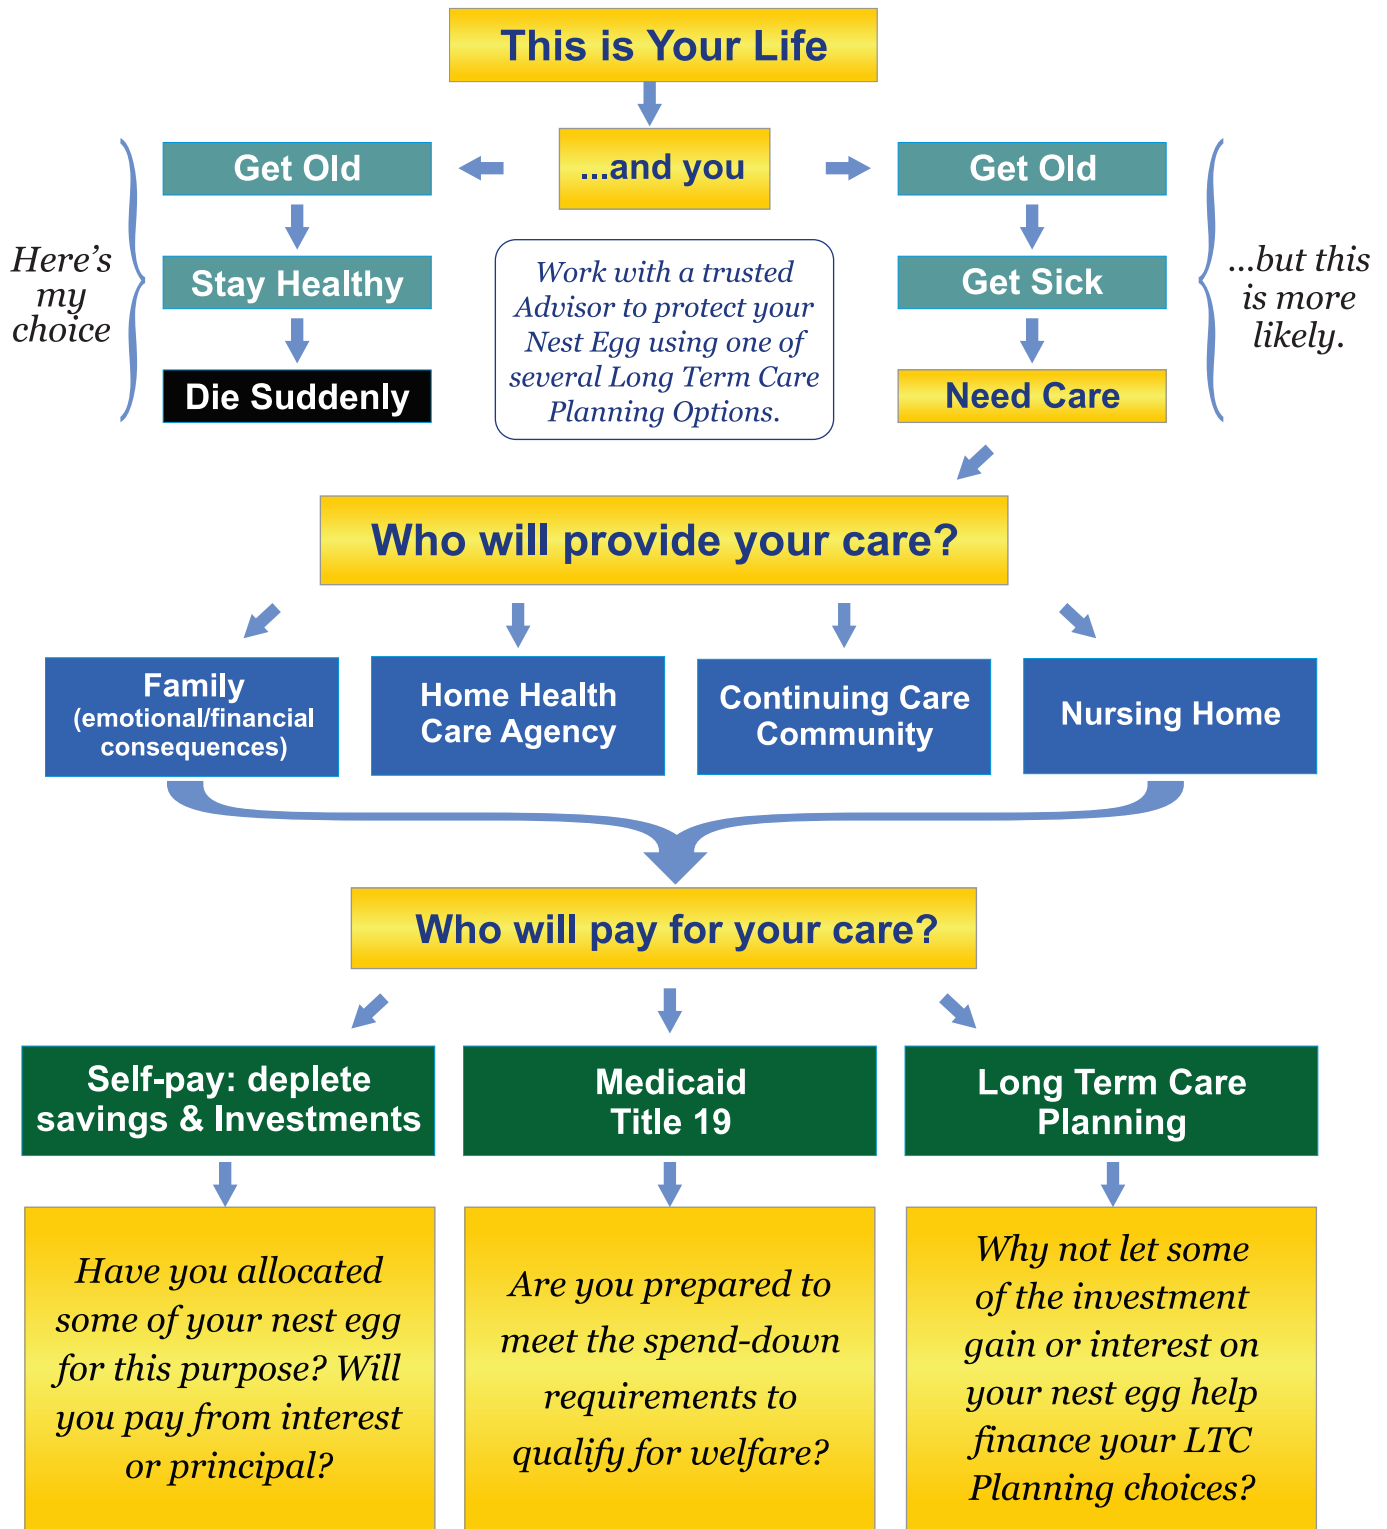 This is Your Life
...and you
Here's
my
choice
Get Old
Stay Healthy
Die Suddenly
Work with a trusted
Advisor to protect your
Nest Egg using one of
several Long Term Care
Planning Options.
Get Old
Get Sick
Need Care
...but this
is more
likely.
Who will provide your care?
Family
(emotional/financial
consequences)
Home Health
Care Agency
Continuing Care
Community
Nursing Home
Who will pay for your care?
Self-pay: deplete
savings & Investments
Medicaid
Title 19
Long Term Care
Planning
Have you allocated
some of your nest egg
for this purpose? Will
you pay from interest
or principal?
Are you prepared to
meet the spend-down
requirements to
qualify for welfare?
Why not let some
of the investment
gain or interest on
your nest egg help
finance your LTC
Planning choices?